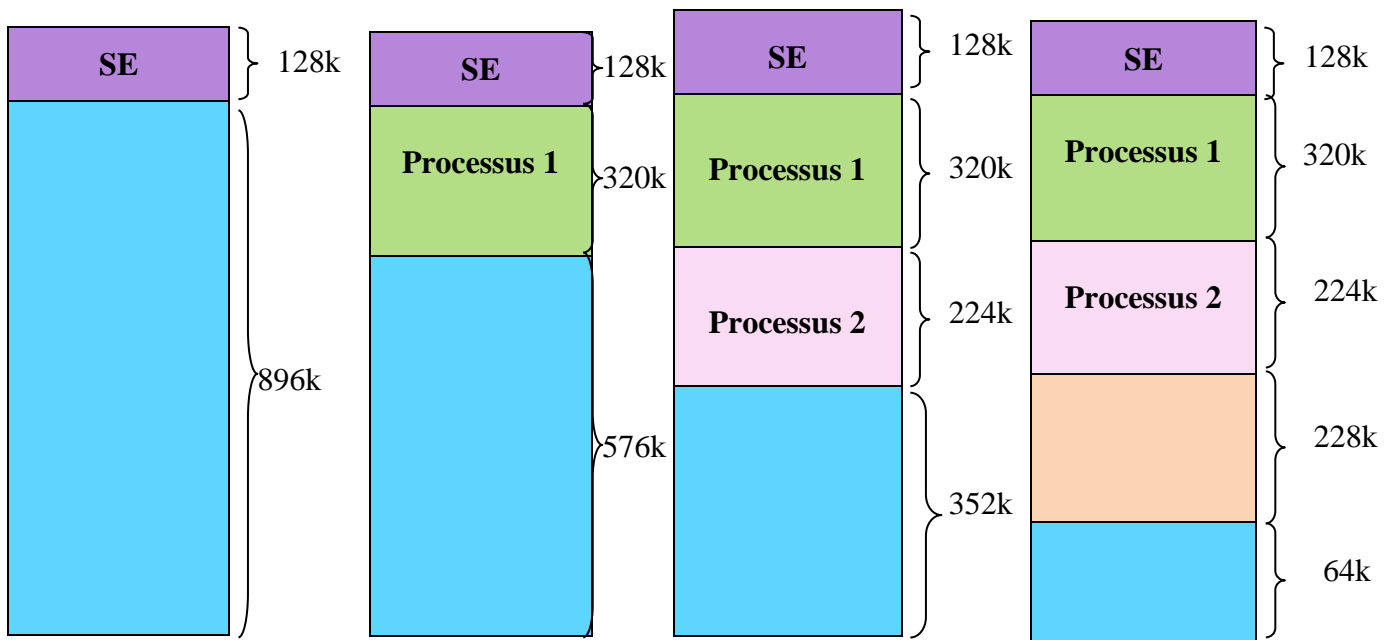 SE
128k
896k
SE
128k
Processus 1
320k
576k
SE
128k
Processus 1
320k
Processus 2
224k
352k
SE
128k
Processus 1
320k
Processus 2
224k
228k
64k